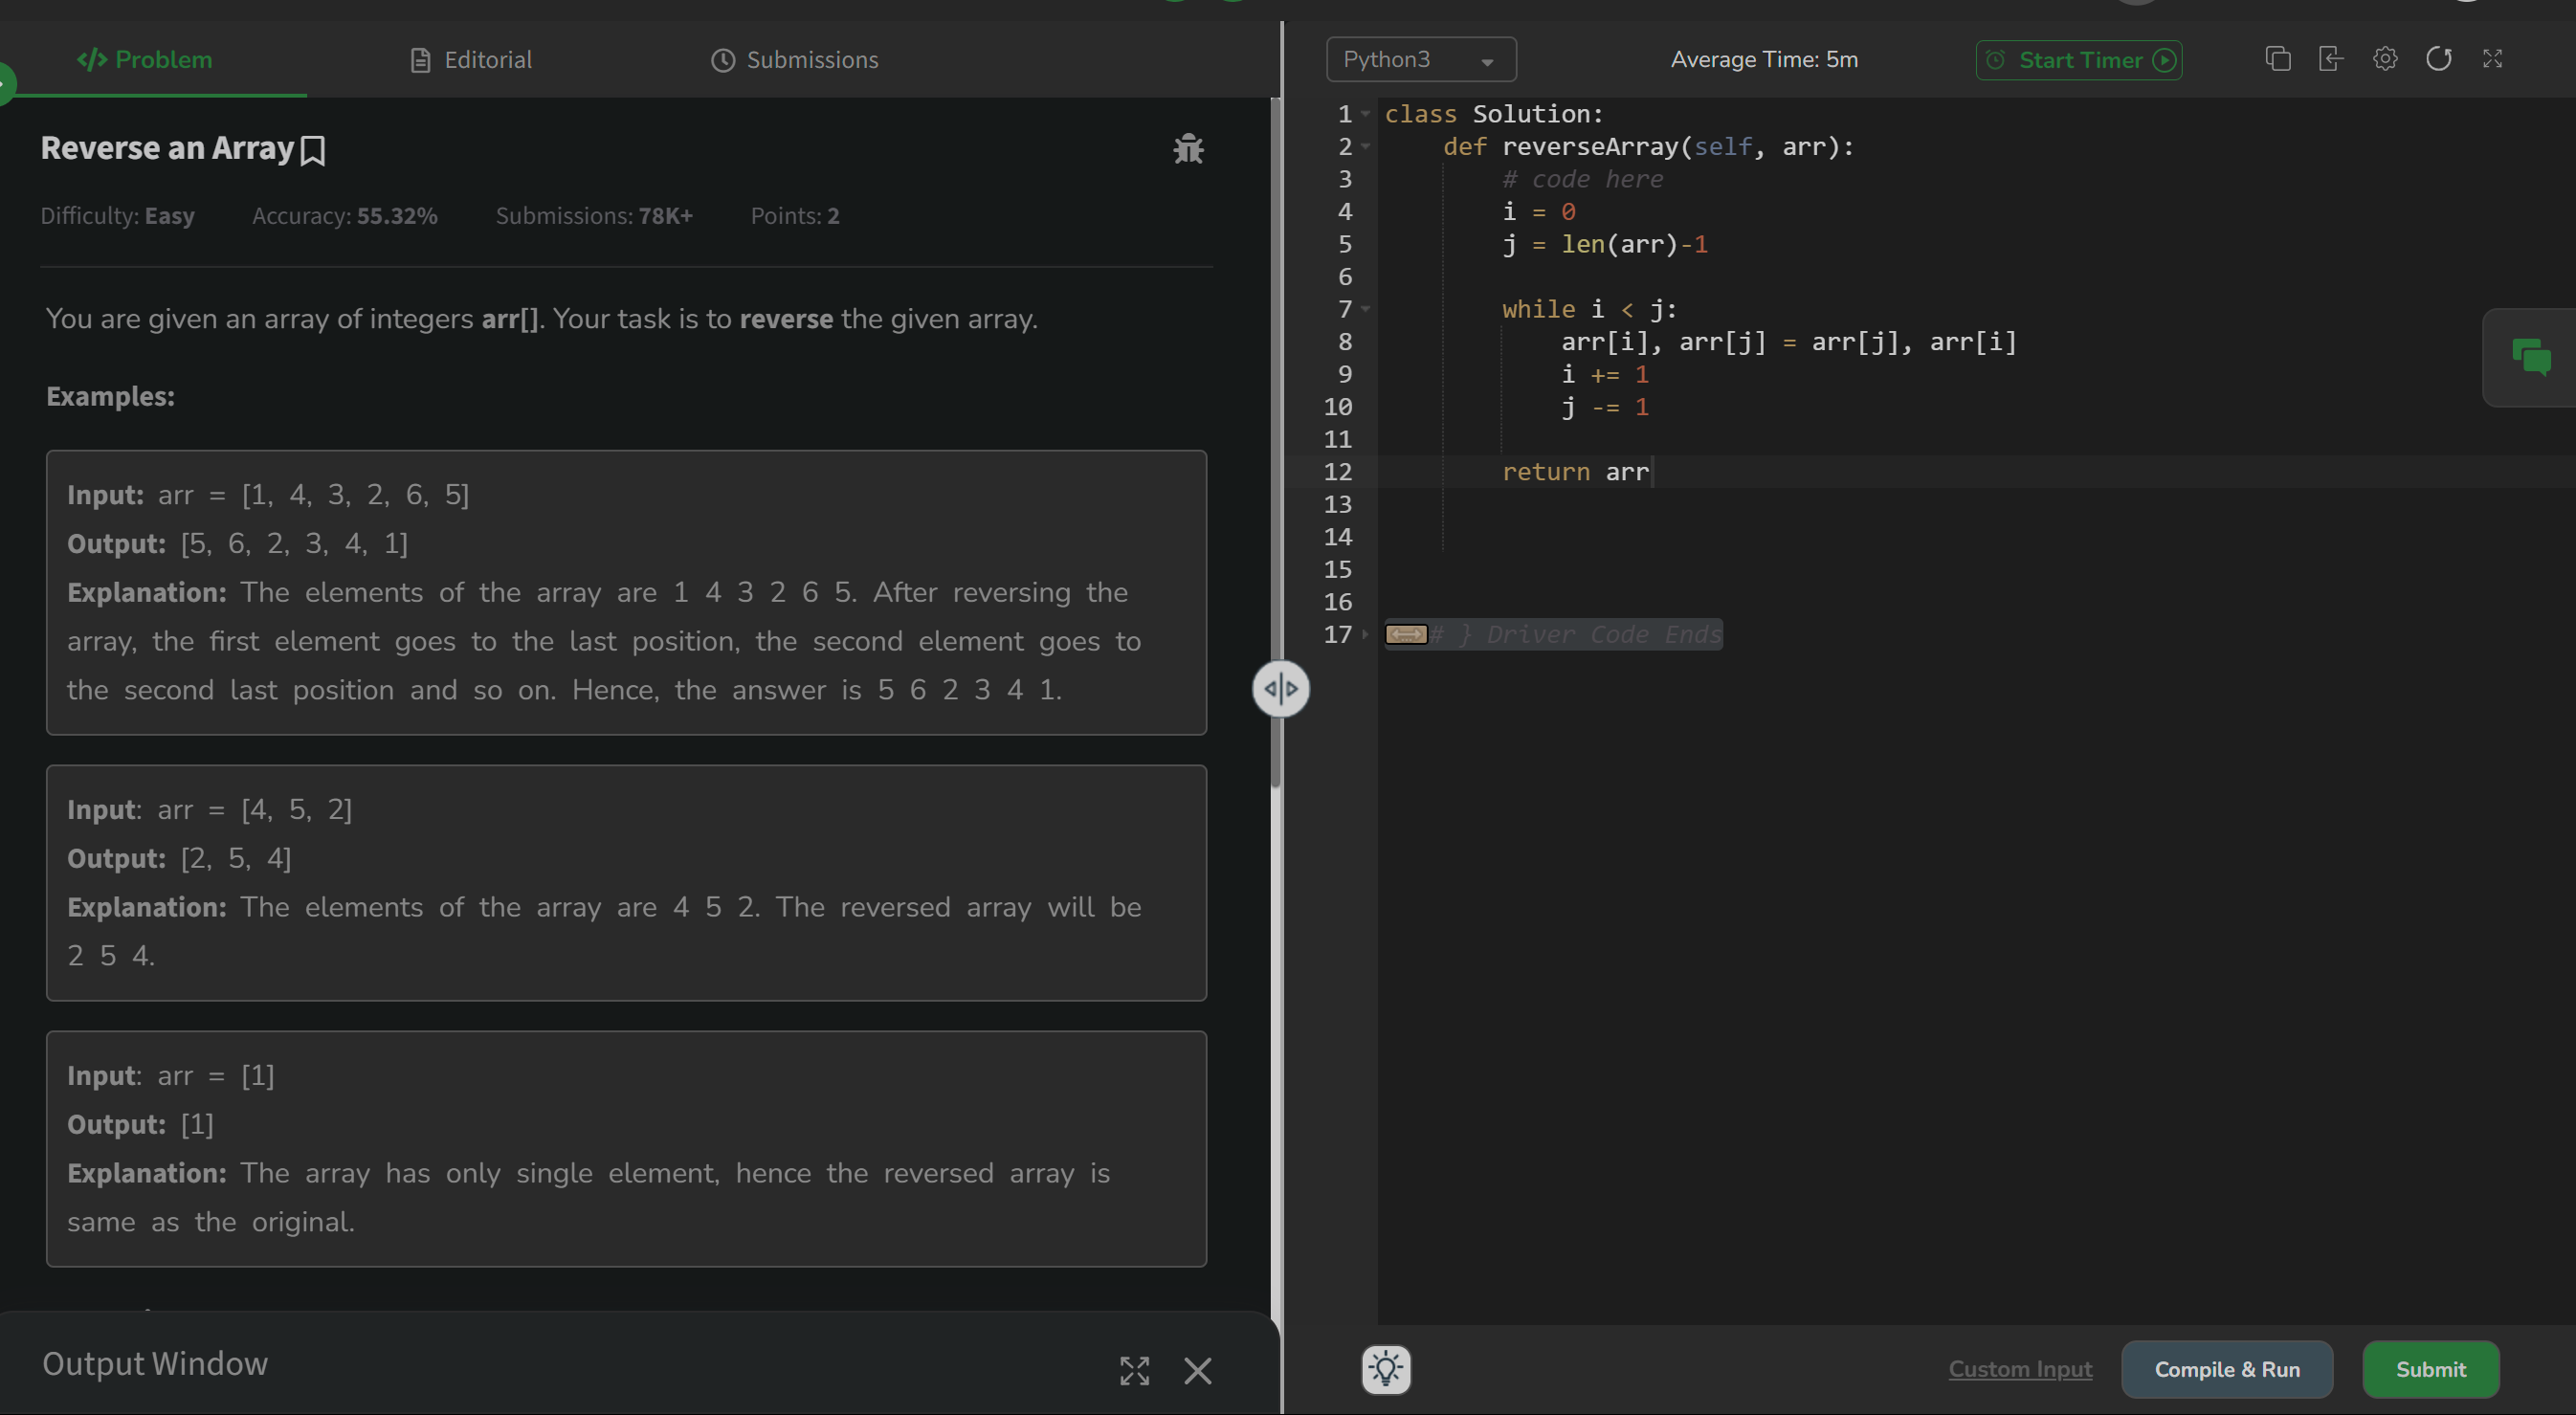 </> Problem
Editorial
Submissions
Reverse an Array
Difficulty: Easy Accuracy: 55.32% Submissions: 78K+ Points: 2
You are given an array of integers arr[]. Your task is to reverse the given array.
Examples:
Input: arr = [1, 4, 3, 2, 6, 5]
Output: [5, 6, 2, 3, 4, 1]
Explanation: The elements of the array are 1 4 3 2 6 5. After reversing the
array, the first element goes to the last position, the second element goes to
the second last position and so on. Hence, the answer is 5 6 2 3 4 1.
Input: arr = [4, 5, 2]
Output: [2, 5, 4]
Explanation: The elements of the array are 4 5 2. The reversed array will be
2 5 4.
Input: arr = [1]
Output: [1]
Explanation: The array has only single element, hence the reversed array is
same as the original.
Output Window
Python3
Average Time: 5m
Start Timer
1 class Solution:
2     def reverseArray(self, arr):
3         # code here
4         i = 0
5         j = len(arr)-1
6
7         while i < j:
8             arr[i], arr[j] = arr[j], arr[i]
9             i += 1
10             j -= 1
11
12         return arr
13
14
15
16
17 # } Driver Code Ends
Custom Input
Compile & Run
Submit